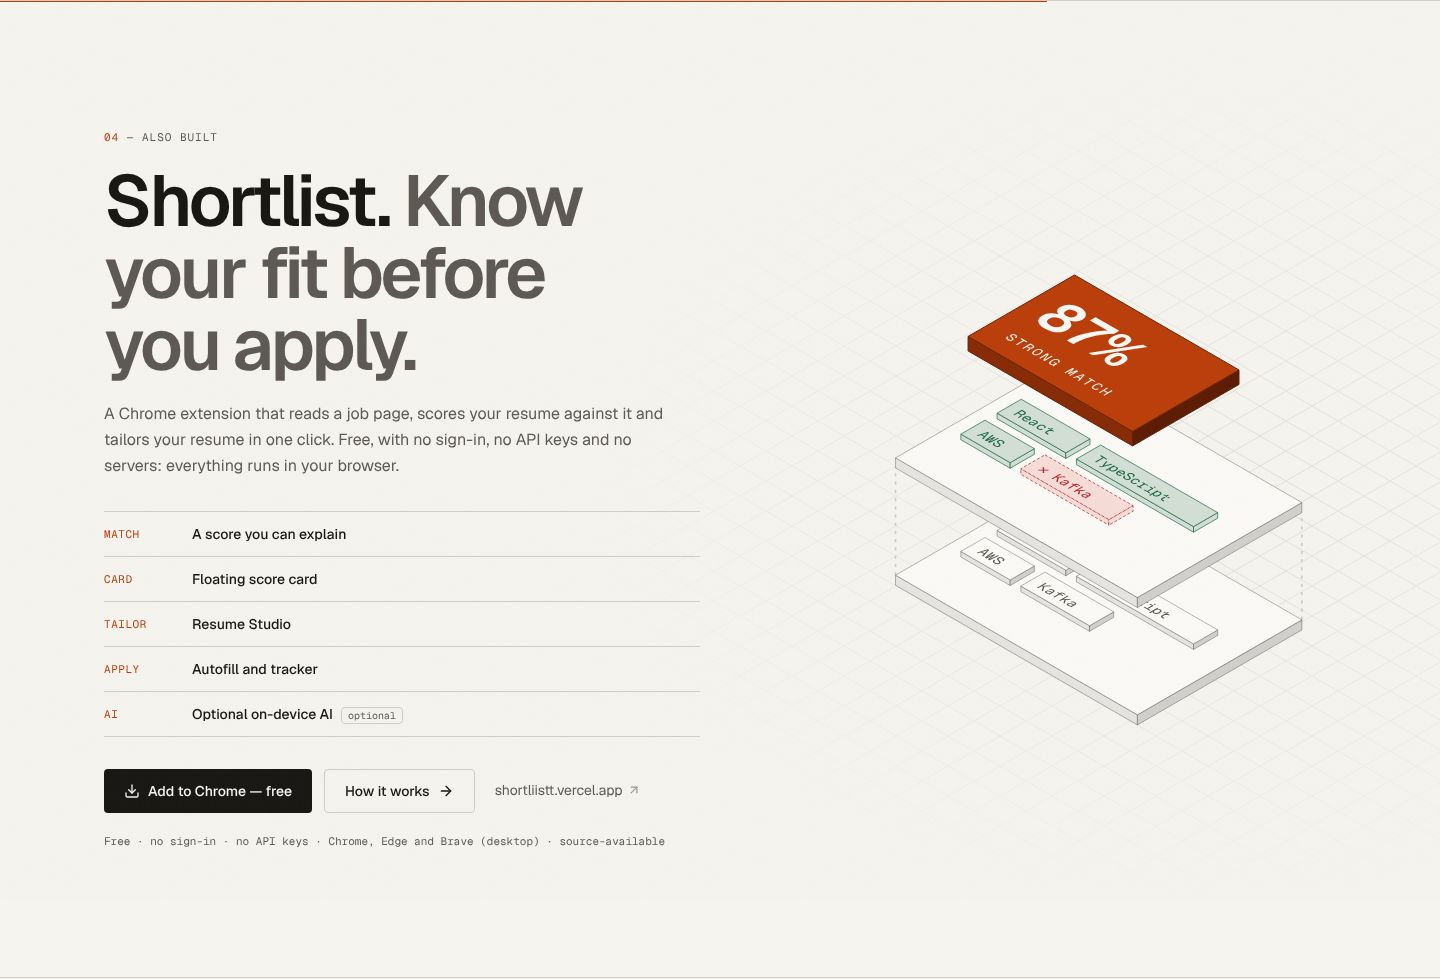 04 — ALSO BUILT
Shortlist. Know
your fit before
you apply.
A Chrome extension that reads a job page, scores your resume against it and
tailors your resume in one click. Free, with no sign-in, no API keys and no
servers: everything runs in your browser.
MATCH A score you can explain
CARD Floating score card
TAILOR Resume Studio
APPLY Autofill and tracker
AI Optional on-device AI optional
Add to Chrome — free How it works → shortliistt.vercel.app ↗
Free · no sign-in · no API keys · Chrome, Edge and Brave (desktop) · source-available
87%
STRONG MATCH
React
AWS
TypeScript
× Kafka
AWS
Kafka
ipt